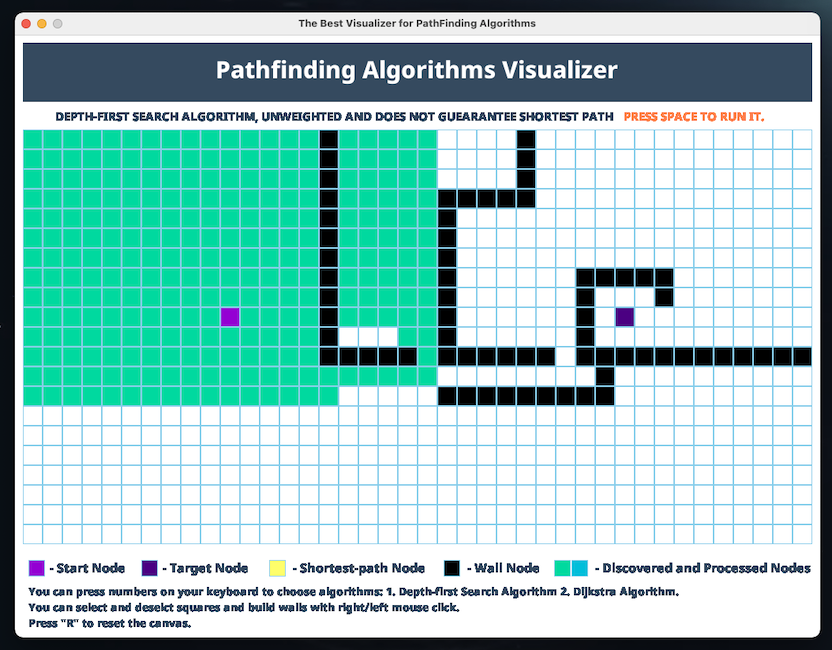 The Best Visualizer for PathFinding Algorithms
Pathfinding Algorithms Visualizer
DEPTH-FIRST SEARCH ALGORITHM, UNWEIGHTED AND DOES NOT GUEARANTEE SHORTEST PATH PRESS SPACE TO RUN IT.
- Start Node - Target Node - Shortest-path Node - Wall Node - Discovered and Processed Nodes
You can press numbers on your keyboard to choose algorithms: 1. Depth-first Search Algorithm 2. Dijkstra Algorithm.
You can select and deselct squares and build walls with right/left mouse click.
Press "R" to reset the canvas.